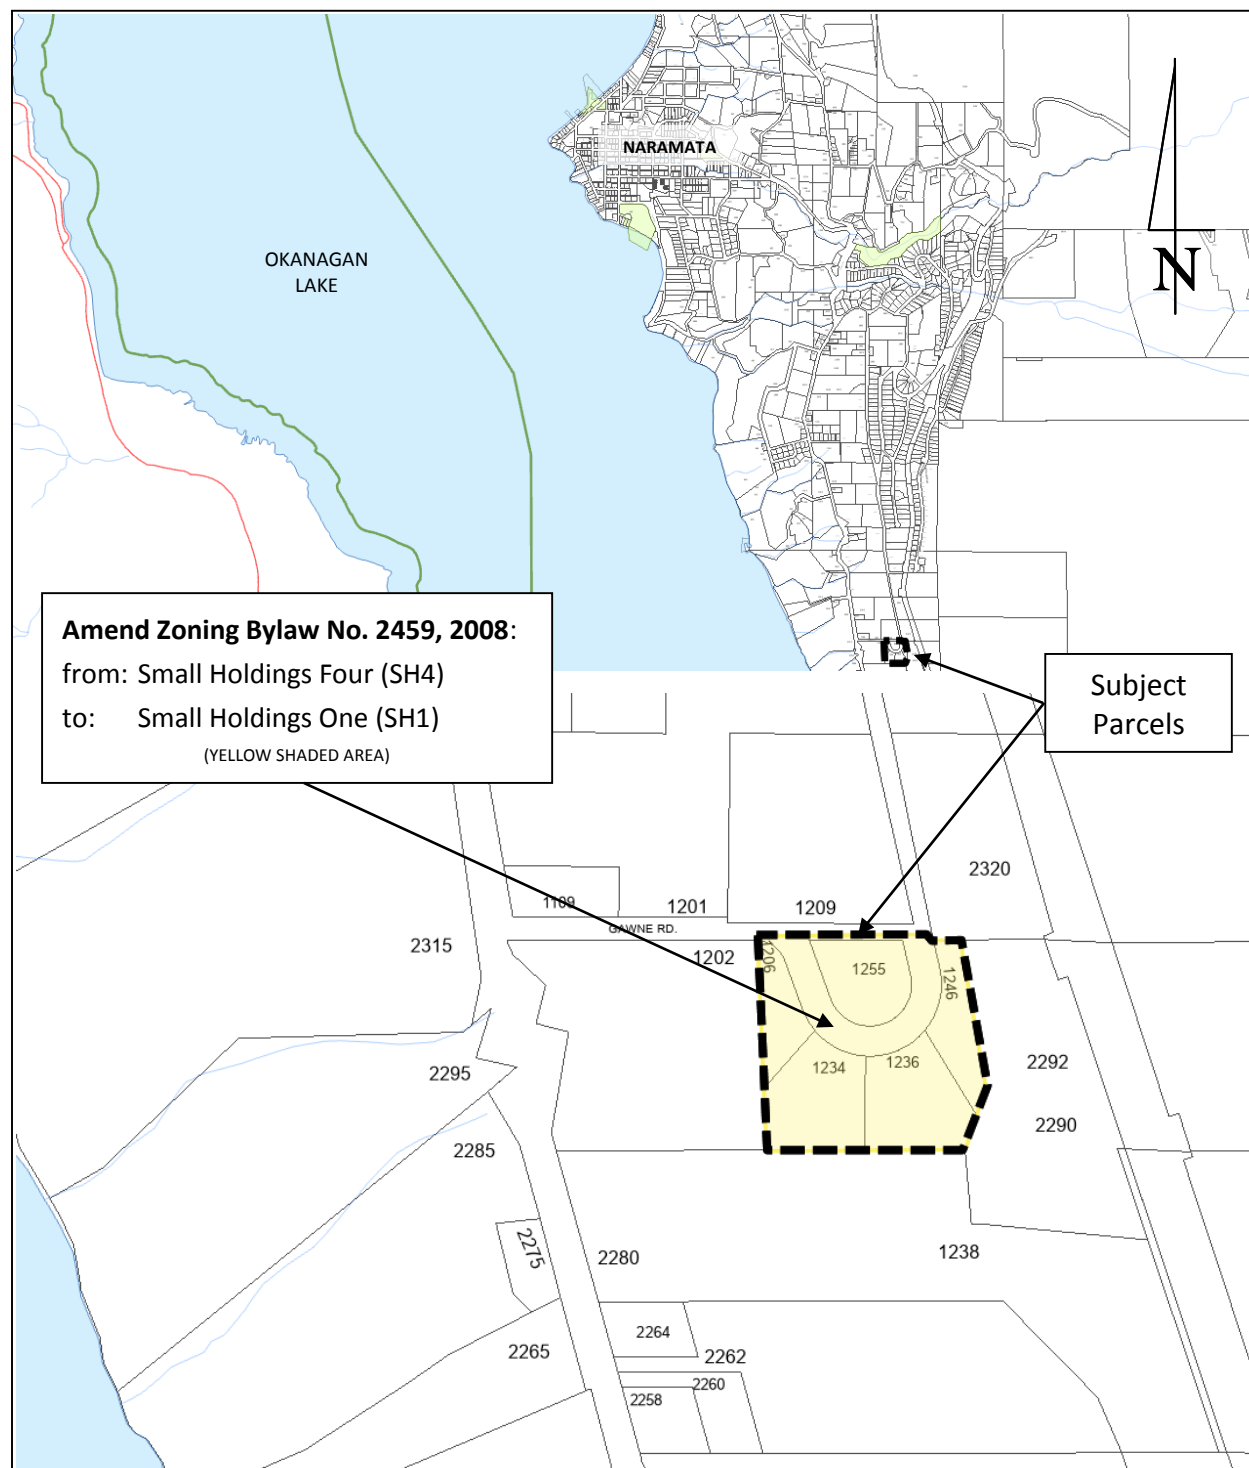 NARAMATA
OKANAGAN
LAKE
N
Amend Zoning Bylaw No. 2459, 2008:
from: Small Holdings Four (SH4)
to: Small Holdings One (SH1)
(YELLOW SHADED AREA)
Subject
Parcels
2320
1109
1201
1209
GAWNE RD.
2315
1202
1206
1255
1246
2295
1234
1236
2292
2290
2285
2275
2280
1238
2264
2265
2262
2260
2258